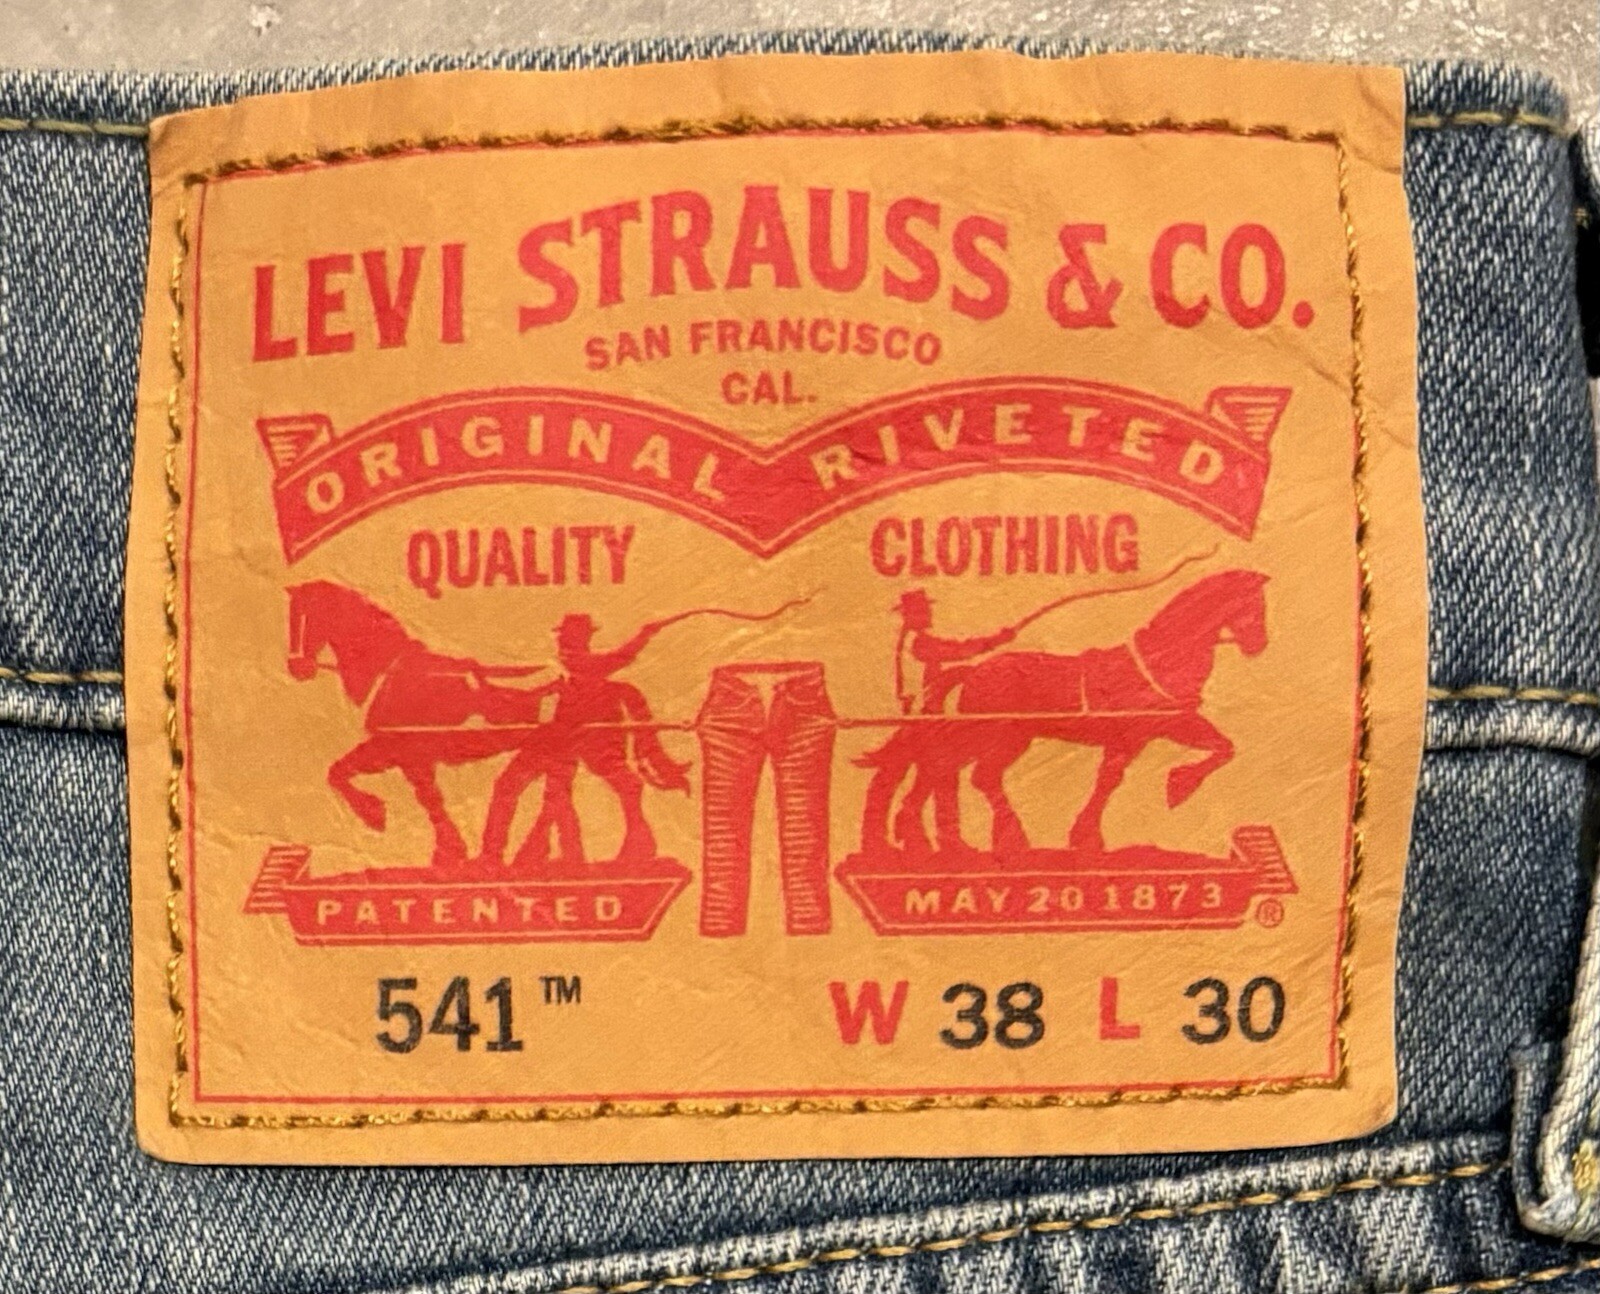 LEVI STRAUSS & CO.
SAN FRANCISCO
CAL.
ORIGINAL RIVETED
QUALITY CLOTHING
PATENTED MAY 20 1873 ®
541™ W 38 L 30